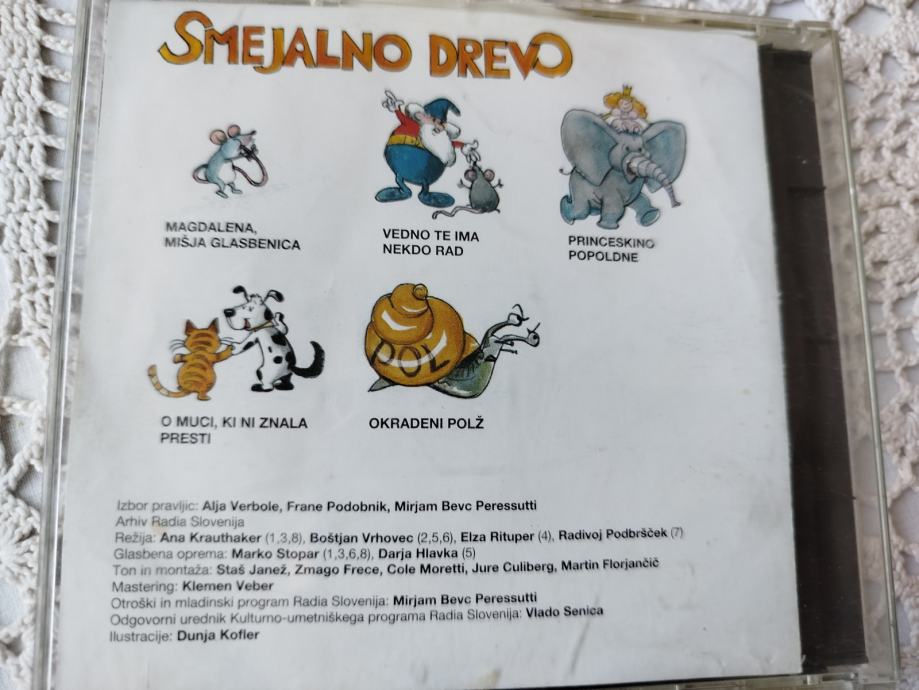 SMEJALNO DREVO
MAGDALENA,
MIŠJA GLASBENICA
VEDNO TE IMA
NEKDO RAD
PRINCESKINO
POPOLDNE
POLŽ
O MUCI, KI NI ZNALA
PRESTI
OKRADENI POLŽ
Izbor pravljic: Alja Verbole, Frane Podobnik, Mirjam Bevc Peressutti
Arhiv Radia Slovenija
Režija: Ana Krauthaker (1,3,8), Boštjan Vrhovec (2,5,6), Elza Rituper (4), Radivoj Podbršček (7)
Glasbena oprema: Marko Stopar (1,3,6,8), Darja Hlavka (5)
Ton in montaža: Staš Janež, Zmago Frece, Cole Moretti, Jure Culiberg, Martin Florjančič
Mastering: Klemen Veber
Otroški in mladinski program Radia Slovenija: Mirjam Bevc Peressutti
Odgovorni urednik Kulturno-umetniškega programa Radia Slovenija: Vlado Senica
Ilustracije: Dunja Kofler